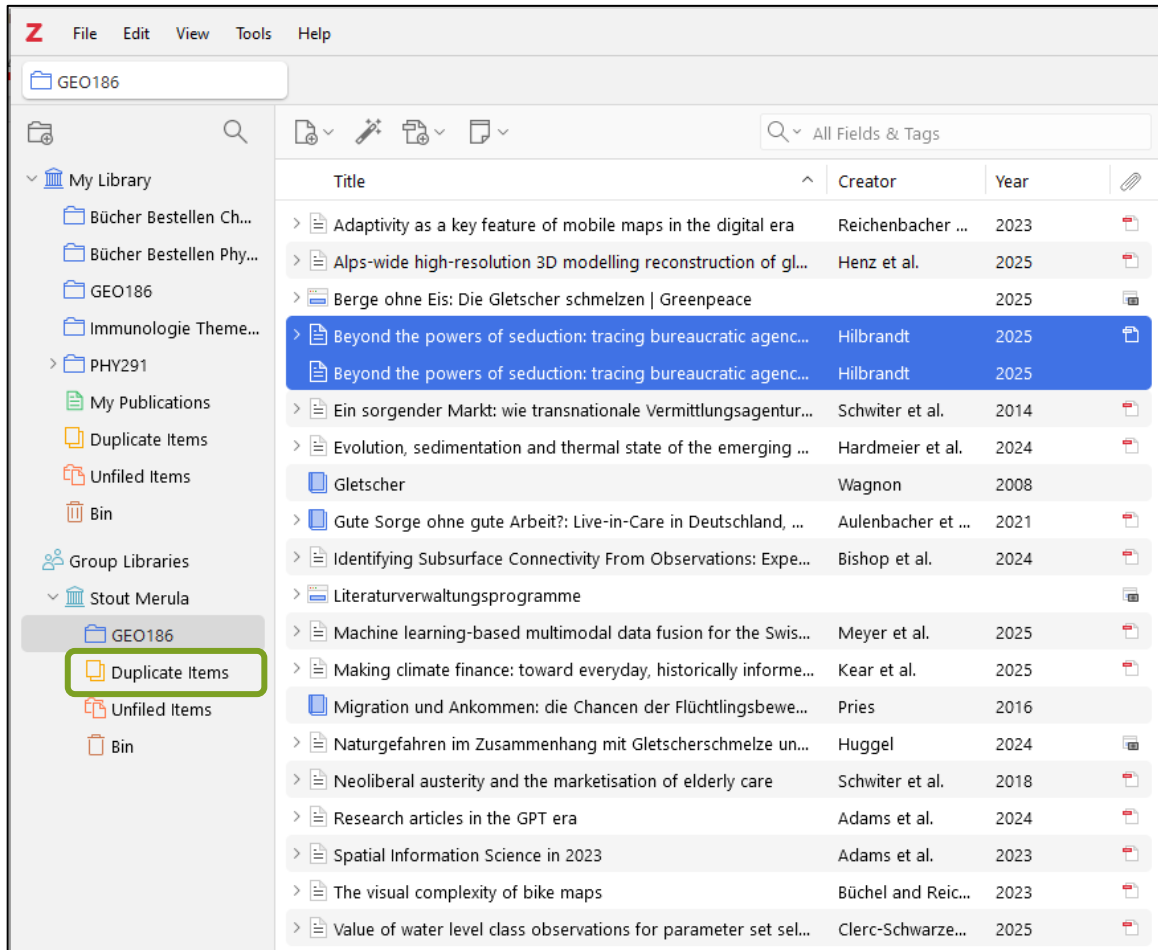 Z File Edit View Tools Help
GEO186
All Fields & Tags
My Library
Bücher Bestellen Ch...
Bücher Bestellen Phy...
GEO186
Immunologie Theme...
PHY291
My Publications
Duplicate Items
Unfiled Items
Bin
Group Libraries
Stout Merula
GEO186
Duplicate Items
Unfiled Items
Bin
Title Creator Year
Adaptivity as a key feature of mobile maps in the digital era Reichenbacher ... 2023
Alps-wide high-resolution 3D modelling reconstruction of gl... Henz et al. 2025
Berge ohne Eis: Die Gletscher schmelzen | Greenpeace 2025
Beyond the powers of seduction: tracing bureaucratic agenc... Hilbrandt 2025
Beyond the powers of seduction: tracing bureaucratic agenc... Hilbrandt 2025
Ein sorgender Markt: wie transnationale Vermittlungsagentur... Schwiter et al. 2014
Evolution, sedimentation and thermal state of the emerging ... Hardmeier et al. 2024
Gletscher Wagnon 2008
Gute Sorge ohne gute Arbeit?: Live-in-Care in Deutschland, ... Aulenbacher et ... 2021
Identifying Subsurface Connectivity From Observations: Expe... Bishop et al. 2024
Literaturverwaltungsprogramme
Machine learning-based multimodal data fusion for the Swis... Meyer et al. 2025
Making climate finance: toward everyday, historically informe... Kear et al. 2025
Migration und Ankommen: die Chancen der Flüchtlingsbewe... Pries 2016
Naturgefahren im Zusammenhang mit Gletscherschmelze un... Huggel 2024
Neoliberal austerity and the marketisation of elderly care Schwiter et al. 2018
Research articles in the GPT era Adams et al. 2024
Spatial Information Science in 2023 Adams et al. 2023
The visual complexity of bike maps Büchel and Reic... 2023
Value of water level class observations for parameter set sel... Clerc-Schwarze... 2025